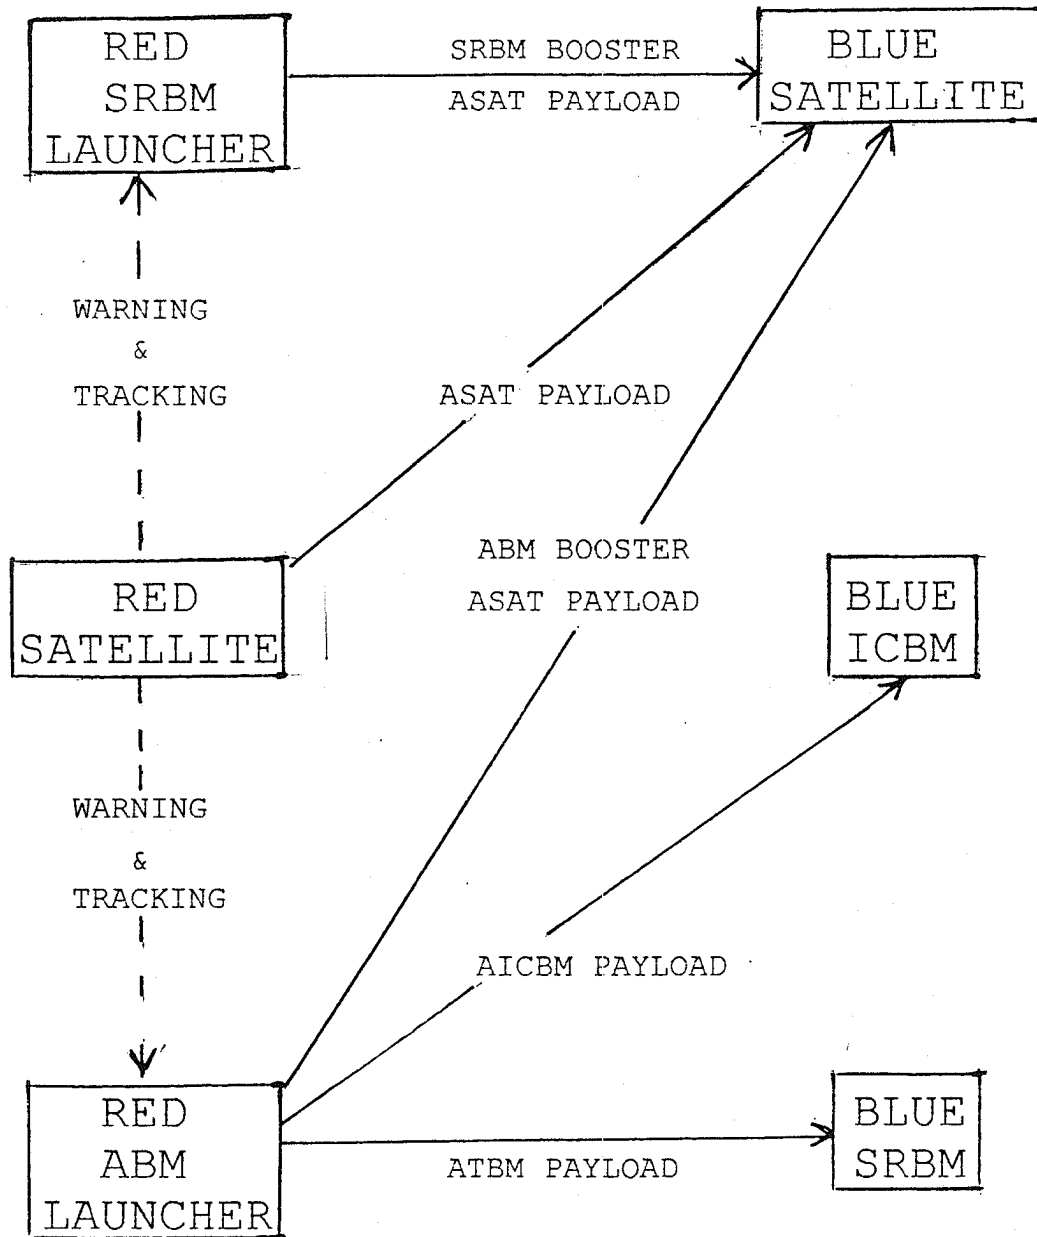 RED
SRBM
LAUNCHER
SRBM BOOSTER
ASAT PAYLOAD
BLUE
SATELLITE
WARNING
&
TRACKING
ASAT PAYLOAD
RED
SATELLITE
ABM BOOSTER
ASAT PAYLOAD
BLUE
ICBM
WARNING
&
TRACKING
AICBM PAYLOAD
RED
ABM
LAUNCHER
ATBM PAYLOAD
BLUE
SRBM